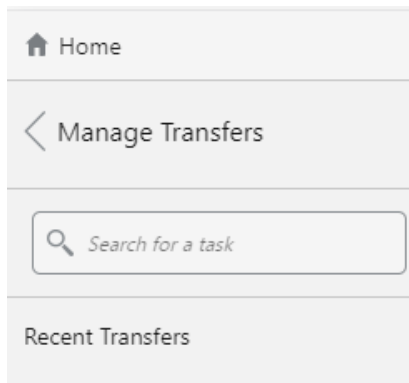 Home
Manage Transfers
Search for a task
Recent Transfers